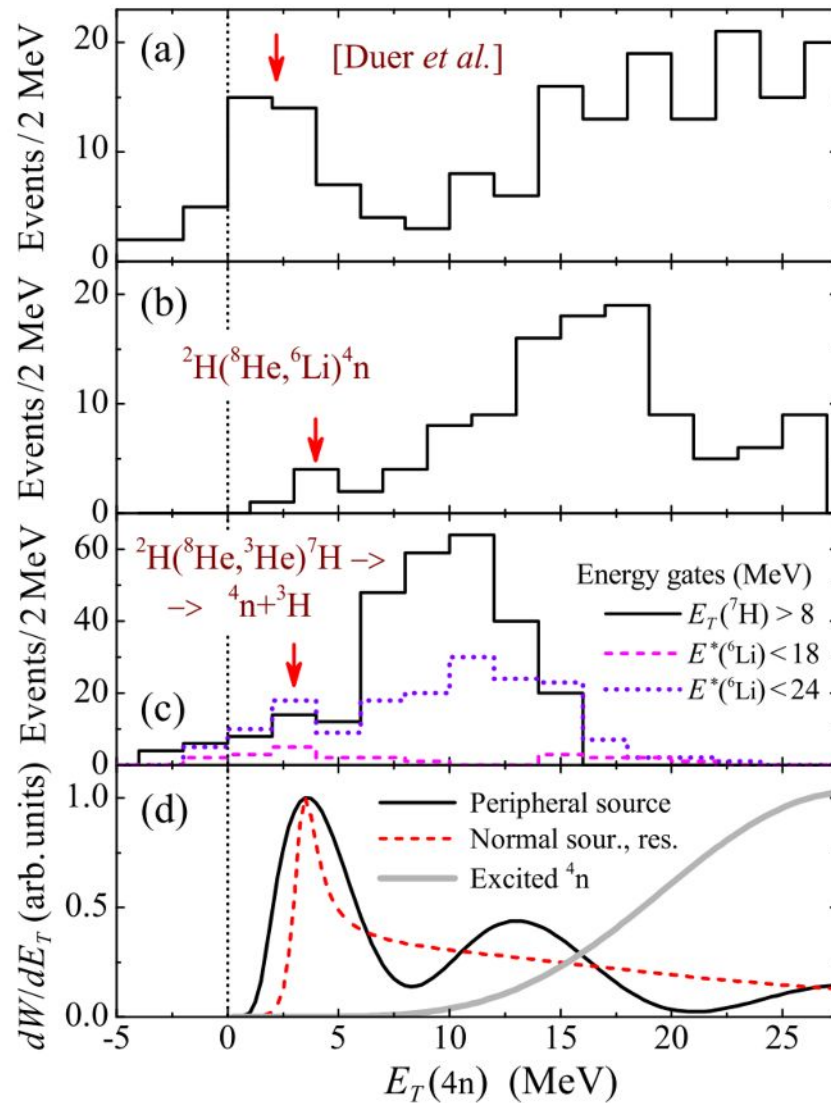 20
10
0
Events/2 MeV
(a)
[Duer et al.]
20
10
0
Events/2 MeV
(b)
²H(⁸He,⁶Li)⁴n
60
40
20
0
Events/2 MeV
²H(⁸He,³He)⁷H –>
–> ⁴n+³H
(c)
Energy gates (MeV)
E_T(⁷H) > 8
E*(⁶Li) < 18
E*(⁶Li) < 24
1.0
0.5
0.0
dW/dE_T (arb. units)
(d)
Peripheral source
Normal sour., res.
Excited ⁴n
-5 0 5 10 15 20 25
E_T(4n) (MeV)